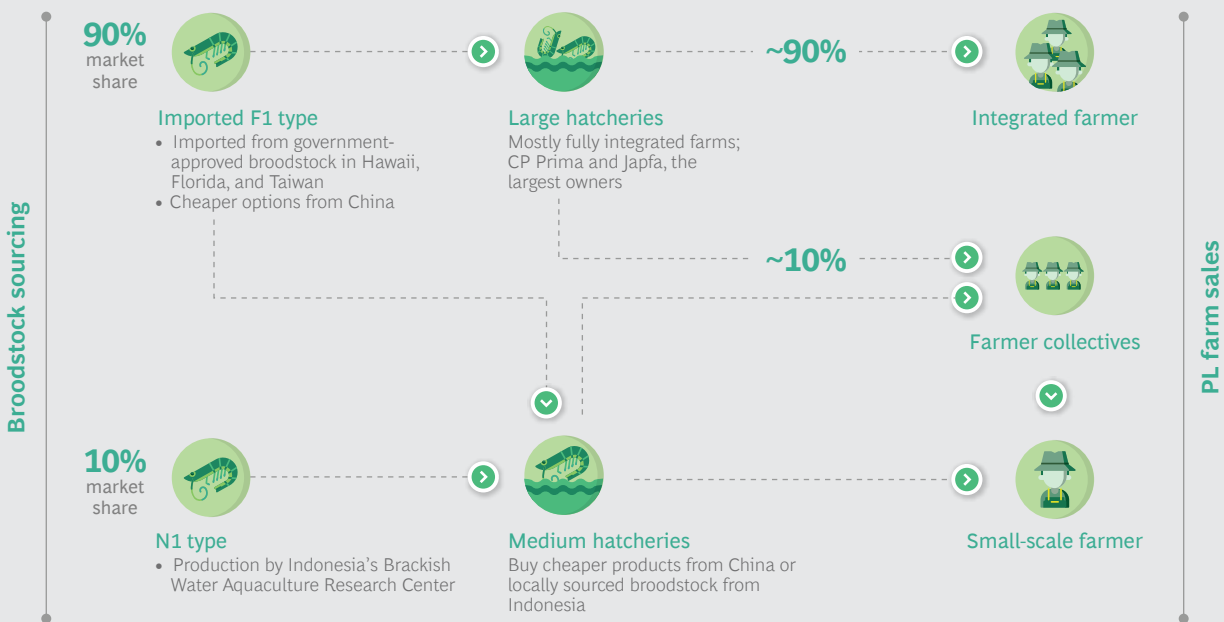 Broodstock sourcing
90%
market
share
Imported F1 type
• Imported from government-
approved broodstock in Hawaii,
Florida, and Taiwan
• Cheaper options from China
Large hatcheries
Mostly fully integrated farms;
CP Prima and Japfa, the
largest owners
~90%
Integrated farmer
~10%
Farmer collectives
10%
market
share
N1 type
• Production by Indonesia's Brackish
Water Aquaculture Research Center
Medium hatcheries
Buy cheaper products from China or
locally sourced broodstock from
Indonesia
Small-scale farmer
PL farm sales